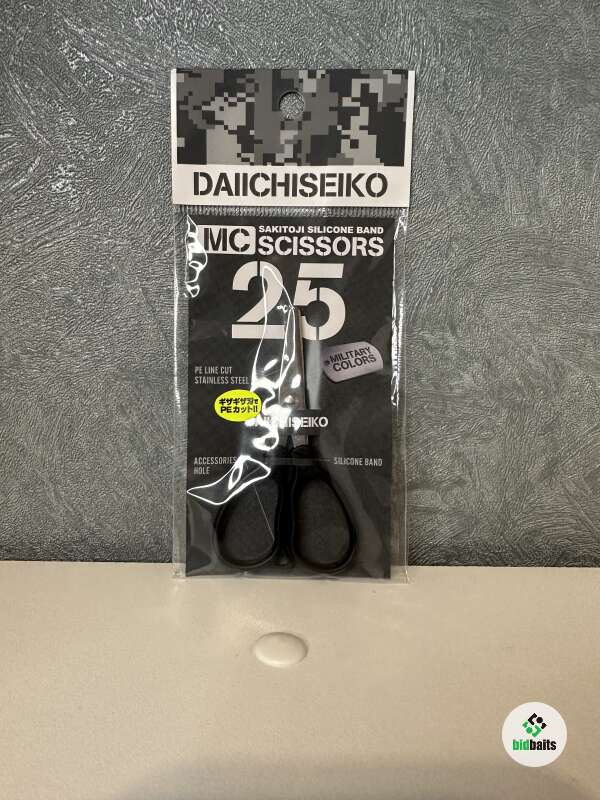 DAIICHISEIKO
SAKITOJI SILICONE BAND
MC SCISSORS
25
MILITARY
COLORS
PE LINE CUT
STAINLESS STEEL
ギザギザ刃で
PEカット!!
DAIICHISEIKO
ACCESSORIES
HOLE
SILICONE BAND
bidbaits